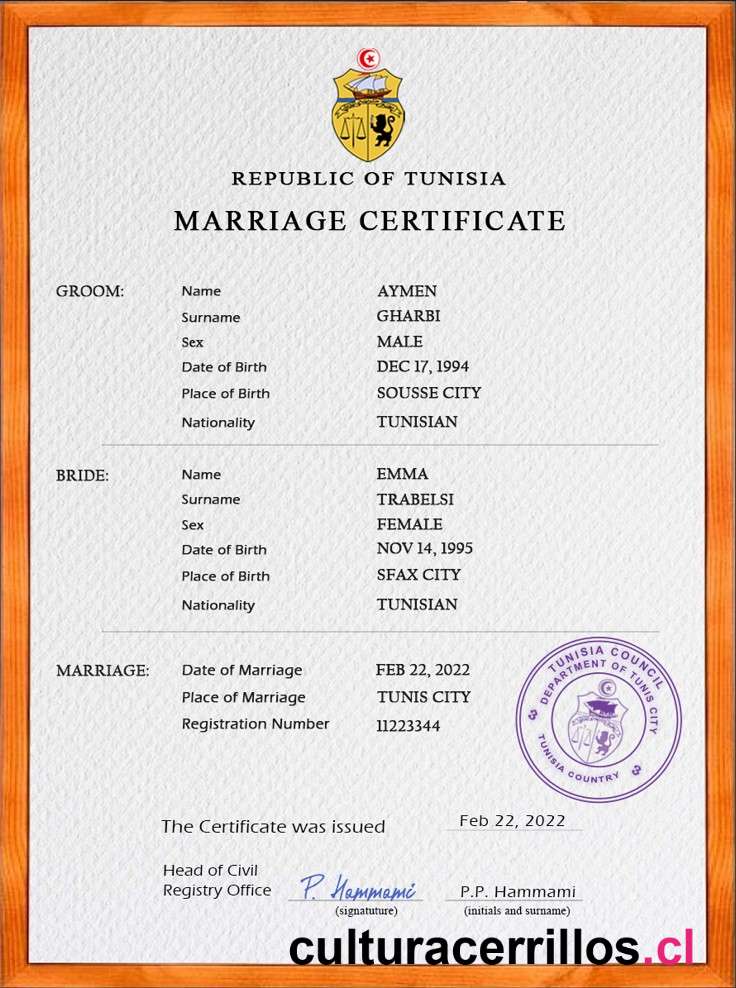 REPUBLIC OF TUNISIA
MARRIAGE CERTIFICATE
GROOM: Name AYMEN
Surname GHARBI
Sex MALE
Date of Birth DEC 17, 1994
Place of Birth SOUSSE CITY
Nationality TUNISIAN
BRIDE: Name EMMA
Surname TRABELSI
Sex FEMALE
Date of Birth NOV 14, 1995
Place of Birth SFAX CITY
Nationality TUNISIAN
MARRIAGE: Date of Marriage FEB 22, 2022
Place of Marriage TUNIS CITY
Registration Number 11223344
TUNISIA COUNCIL
DEPARTMENT OF TUNIS CITY
TUNISIA COUNTRY
The Certificate was issued Feb 22, 2022
Head of Civil
Registry Office P. Hammami P.P. Hammami
(signatuture) (initials and surname)
culturacerrillos.cl